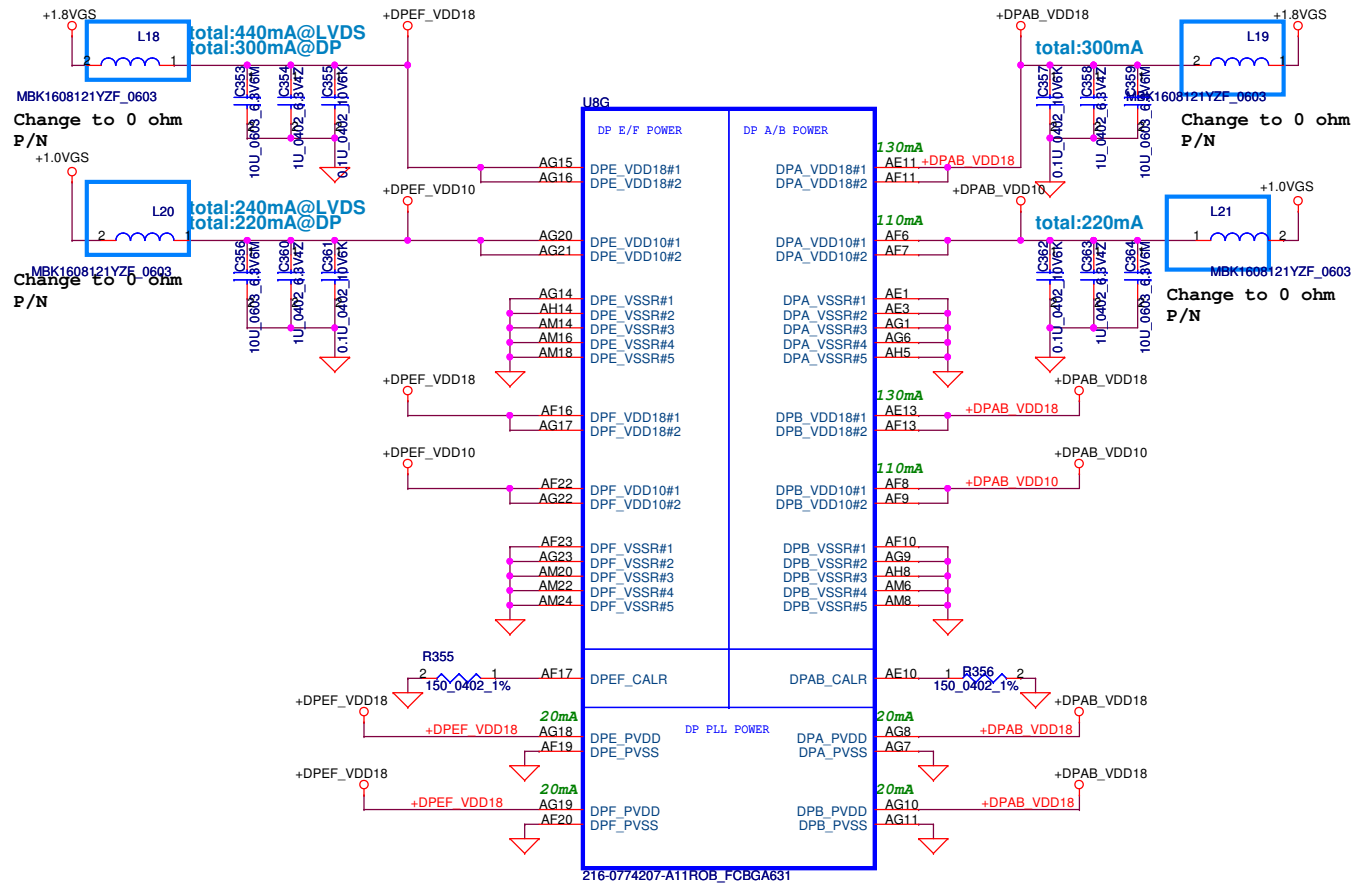 +1.8VGS
L18
2
1
MBK1608121YZF_0603
Change to 0 ohm
P/N
total:440mA@LVDS
total:300mA@DP
+DPEF_VDD18
C353
10U_0603_6.3V6M
C354
1U_0402_6.3V4Z
C355
0.1U_0402_10V6K
+1.0VGS
L20
2
1
MBK1608121YZF_0603
Change to 0 ohm
P/N
total:240mA@LVDS
total:220mA@DP
+DPEF_VDD10
C356
10U_0603_6.3V6M
C360
1U_0402_6.3V4Z
C361
0.1U_0402_10V6K
+DPAB_VDD18
total:300mA
C357
0.1U_0402_10V6K
C358
1U_0402_6.3V4Z
C359
10U_0603_6.3V6M
+1.8VGS
L19
2
1
MBK1608121YZF_0603
Change to 0 ohm
P/N
+DPAB_VDD10
total:220mA
C362
0.1U_0402_10V6K
C363
1U_0402_6.3V4Z
C364
10U_0603_6.3V6M
+1.0VGS
L21
1
2
MBK1608121YZF_0603
Change to 0 ohm
P/N
U8G
DP E/F POWER
DP A/B POWER
AG15 DPE_VDD18#1
AG16 DPE_VDD18#2
AG20 DPE_VDD10#1
AG21 DPE_VDD10#2
AG14 DPE_VSSR#1
AH14 DPE_VSSR#2
AM14 DPE_VSSR#3
AM16 DPE_VSSR#4
AM18 DPE_VSSR#5
+DPEF_VDD18
AF16 DPF_VDD18#1
AG17 DPF_VDD18#2
+DPEF_VDD10
AF22 DPF_VDD10#1
AG22 DPF_VDD10#2
AF23 DPF_VSSR#1
AG23 DPF_VSSR#2
AM20 DPF_VSSR#3
AM22 DPF_VSSR#4
AM24 DPF_VSSR#5
R355
2
1
150_0402_1%
AF17 DPEF_CALR
130mA
DPA_VDD18#1 AE11 +DPAB_VDD18
DPA_VDD18#2 AF11
110mA
DPA_VDD10#1 AF6
DPA_VDD10#2 AF7
DPA_VSSR#1 AE1
DPA_VSSR#2 AE3
DPA_VSSR#3 AG1
DPA_VSSR#4 AG6
DPA_VSSR#5 AH5
+DPAB_VDD18
130mA
DPB_VDD18#1 AE13 +DPAB_VDD18
DPB_VDD18#2 AF13
+DPAB_VDD10
110mA
DPB_VDD10#1 AF8 +DPAB_VDD10
DPB_VDD10#2 AF9
DPB_VSSR#1 AF10
DPB_VSSR#2 AG9
DPB_VSSR#3 AH8
DPB_VSSR#4 AM6
DPB_VSSR#5 AM8
DPAB_CALR AE10
1
R356
2
150_0402_1%
DP PLL POWER
+DPEF_VDD18
20mA
+DPEF_VDD18 AG18 DPE_PVDD
AF19 DPE_PVSS
+DPEF_VDD18
20mA
+DPEF_VDD18 AG19 DPF_PVDD
AF20 DPF_PVSS
+DPAB_VDD18
20mA
DPA_PVDD AG8 +DPAB_VDD18
DPA_PVSS AG7
+DPAB_VDD18
20mA
DPB_PVDD AG10 +DPAB_VDD18
DPB_PVSS AG11
216-0774207-A11ROB_FCBGA631